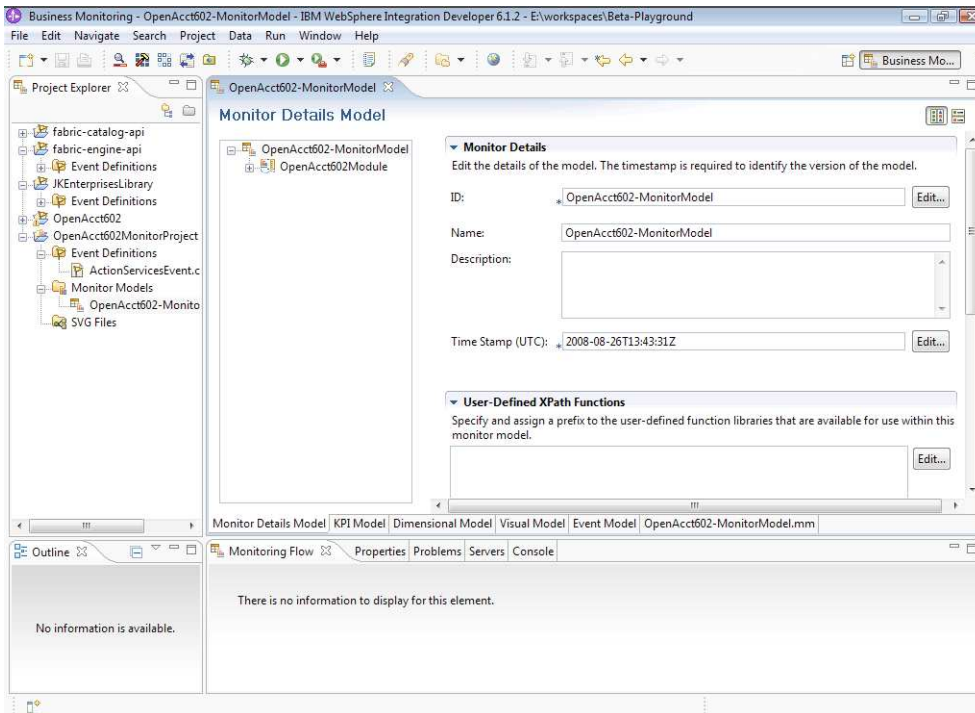 Business Monitoring - OpenAcct602-MonitorModel - IBM WebSphere Integration Developer 6.1.2 - E:\workspaces\Beta-Playground
File Edit Navigate Search Project Data Run Window Help
Business Mo...
Project Explorer
fabric-catalog-api
fabric-engine-api
Event Definitions
JKEnterprisesLibrary
Event Definitions
OpenAcct602
OpenAcct602MonitorProject
Event Definitions
ActionServicesEvent.c
Monitor Models
OpenAcct602-Monito
SVG Files
OpenAcct602-MonitorModel
Monitor Details Model
OpenAcct602-MonitorModel
OpenAcct602Module
Monitor Details
Edit the details of the model. The timestamp is required to identify the version of the model.
ID: * OpenAcct602-MonitorModel Edit...
Name: OpenAcct602-MonitorModel
Description:
Time Stamp (UTC): * 2008-08-26T13:43:31Z Edit...
User-Defined XPath Functions
Specify and assign a prefix to the user-defined function libraries that are available for use within this
monitor model.
Edit...
Monitor Details Model KPI Model Dimensional Model Visual Model Event Model OpenAcct602-MonitorModel.mm
Outline
No information is available.
Monitoring Flow Properties Problems Servers Console
There is no information to display for this element.